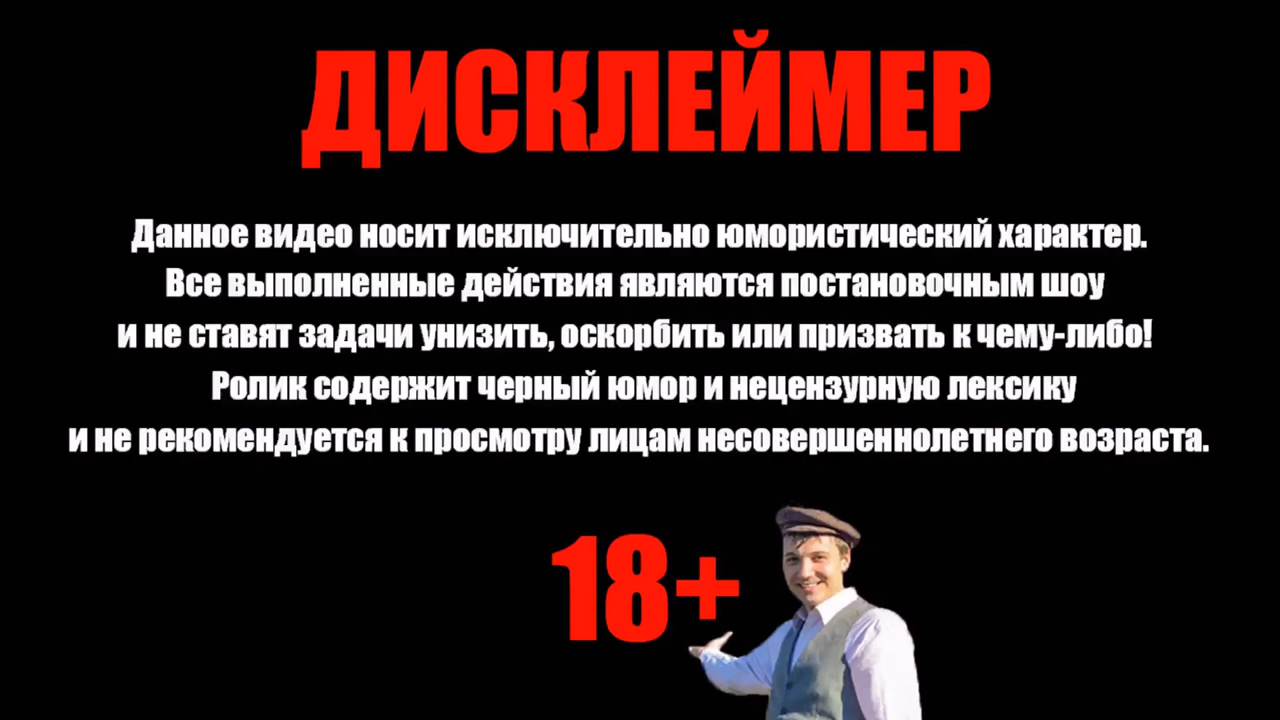 ДИСКЛЕЙМЕР
Данное видео носит исключительно юмористический характер.
Все выполненные действия являются постановочным шоу
и не ставят задачи унизить, оскорбить или призвать к чему-либо!
Ролик содержит черный юмор и нецензурную лексику
и не рекомендуется к просмотру лицам несовершеннолетнего возраста.
18+